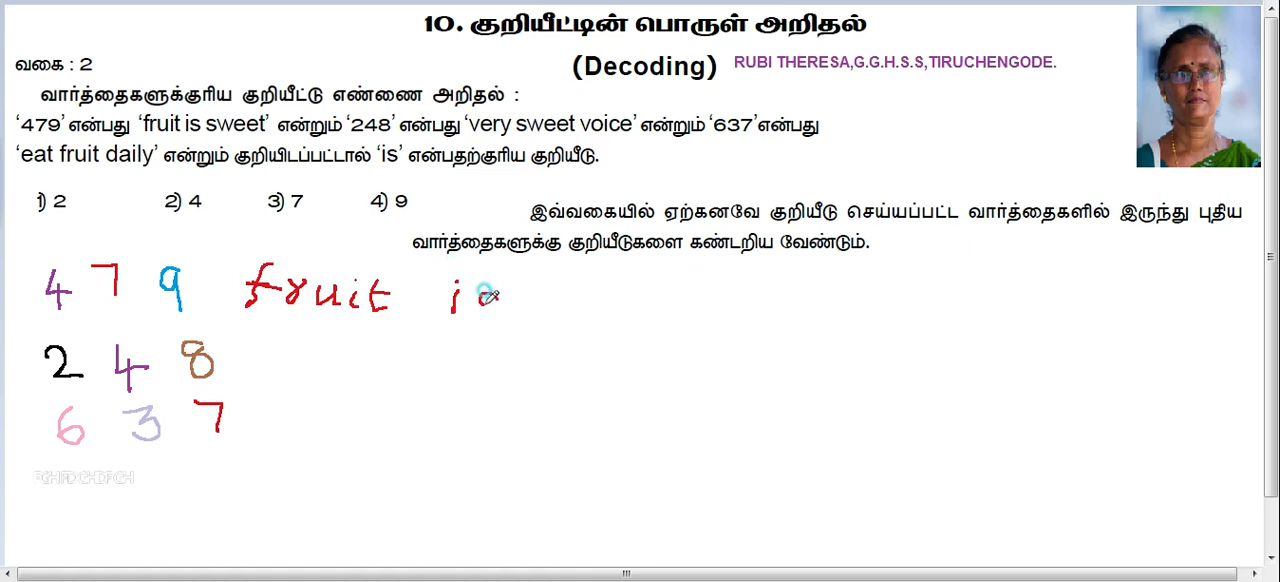 10. குறியீட்டின் பொருள் அறிதல்
(Decoding) RUBI THERESA,G.G.H.S.S,TIRUCHENGODE.
வகை : 2
வார்த்தைகளுக்குரிய குறியீட்டு எண்ணை அறிதல் :
‘479’ என்பது ‘fruit is sweet’ என்றும் ‘248’ என்பது ‘very sweet voice’ என்றும் ‘637’ என்பது
‘eat fruit daily’ என்றும் குறியிடப்பட்டால் ‘is’ என்பதற்குரிய குறியீடு.
1) 2 2) 4 3) 7 4) 9
இவ்வகையில் ஏற்கனவே குறியீடு செய்யப்பட்ட வார்த்தைகளில் இருந்து புதிய
வார்த்தைகளுக்கு குறியீடுகளை கண்டறிய வேண்டும்.
4 7 9 fruit
2 4 8
6 3 7